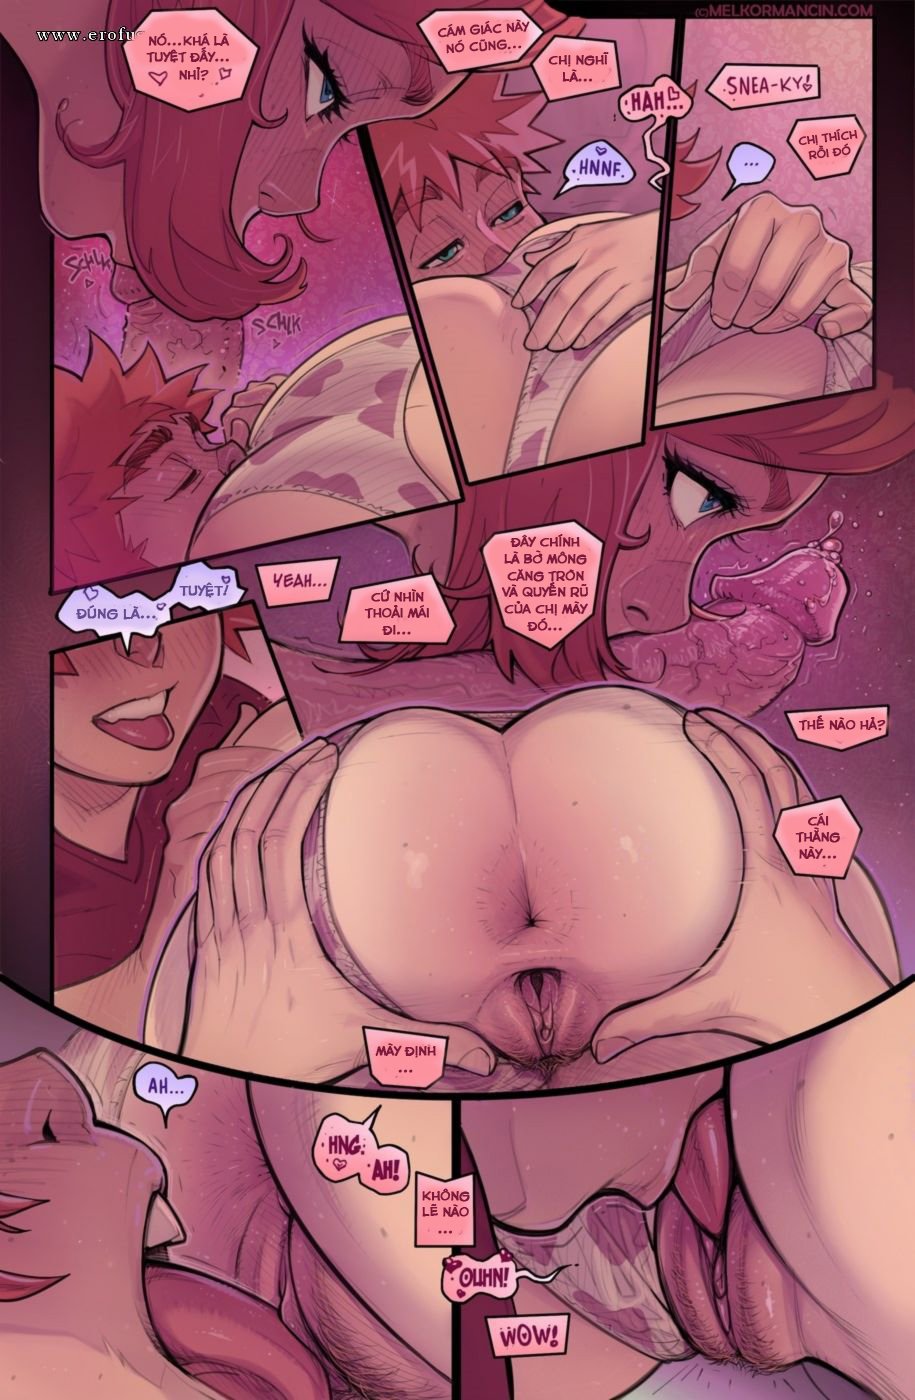 ©MELKORMANCIN.COM
www.erofus
NÓ...KHÁ LÀ
TUYỆT ĐẤY...
NHỈ?
CẢM GIÁC NÀY
NÓ CŨNG...
CHỊ NGHĨ
LÀ...
HAH!..
HNNF.
SNEA-KY!
...
CHỊ THÍCH
RỒI ĐÓ
SCHLK
SCHLK
ĐÚNG LÀ...
TUYỆT!
YEAH...
CỨ NHÌN
THOẢI MÁI
ĐI...
ĐÂY CHÍNH
LÀ BỜ MÔNG
CĂNG TRÒN
VÀ QUYẾN RŨ
CỦA CHỊ MÀY
ĐÓ...
THẾ NÀO HẢ?
CÁI
THẰNG
NÀY...
MÀY ĐỊNH
...
AH...
HNG.
AH!
KHÔNG
LẼ NÀO
...
OUHN!
WOW!